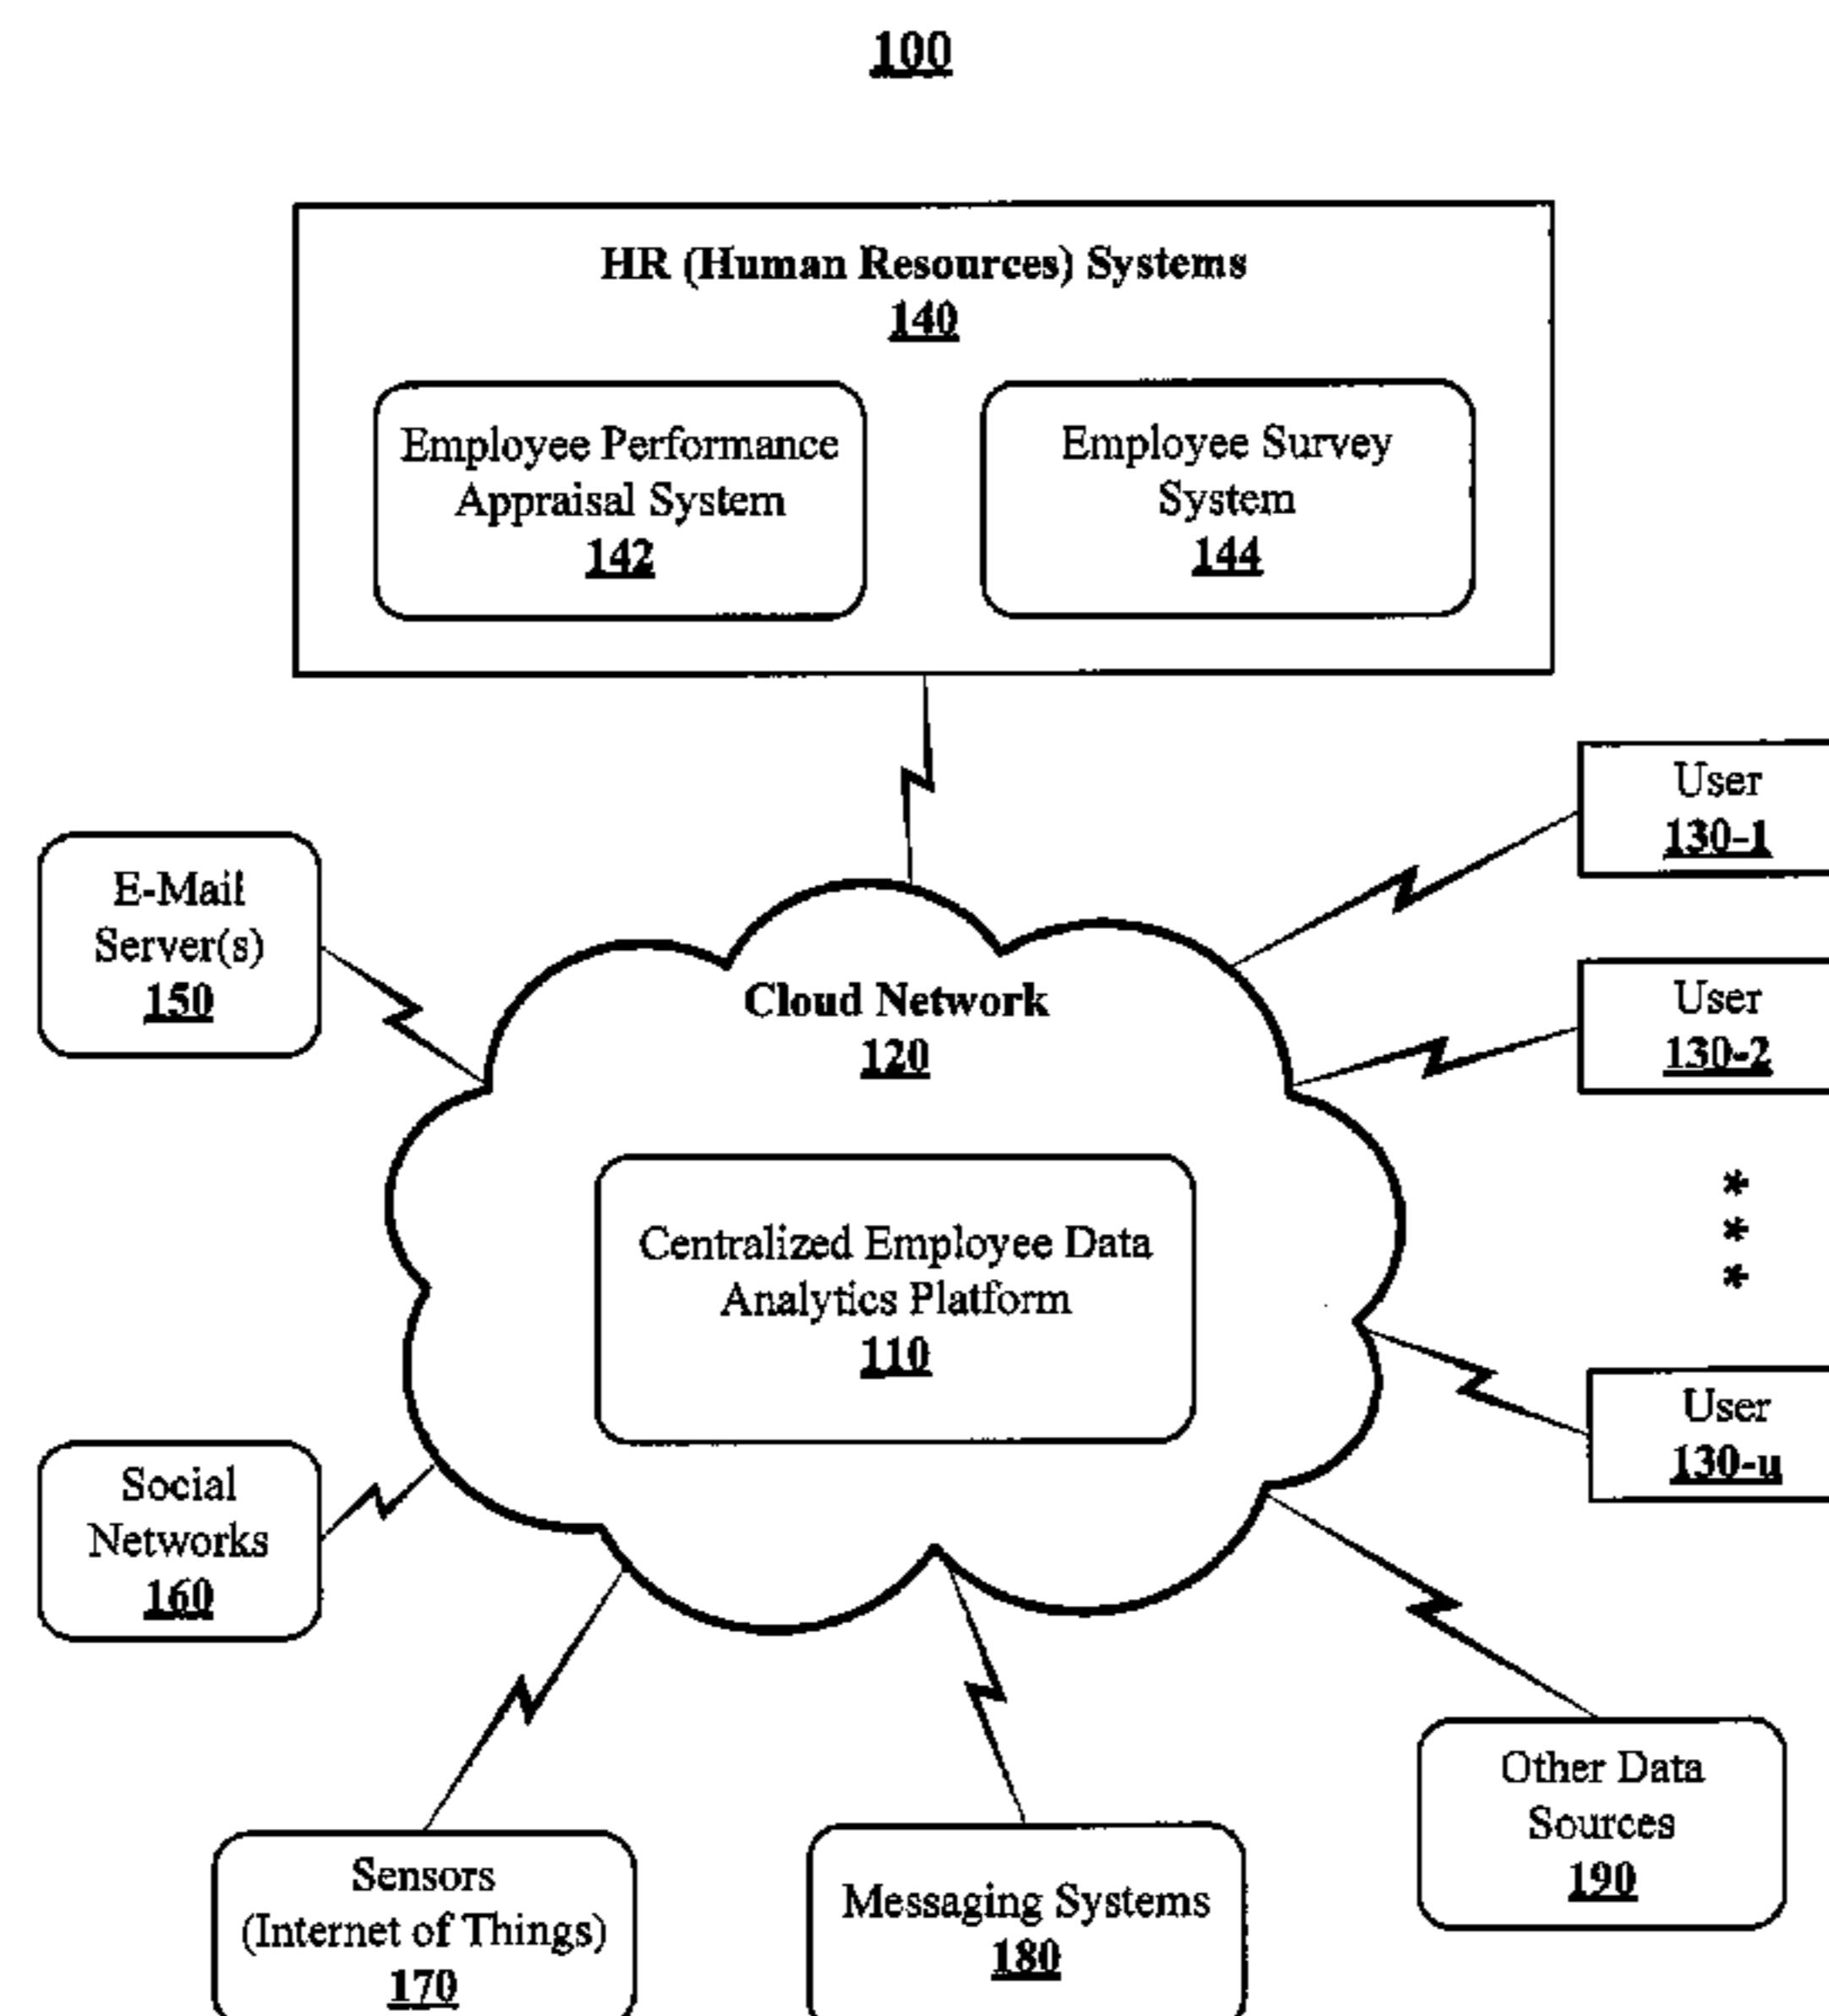 100
HR (Human Resources) Systems
140
Employee Performance
Appraisal System
142
Employee Survey
System
144
User
130-1
E-Mail
Server(s)
150
User
130-2
Cloud Network
120
*
*
*
Centralized Employee Data
Analytics Platform
110
User
130-u
Social
Networks
160
Other Data
Sources
190
Sensors
(Internet of Things)
170
Messaging Systems
180